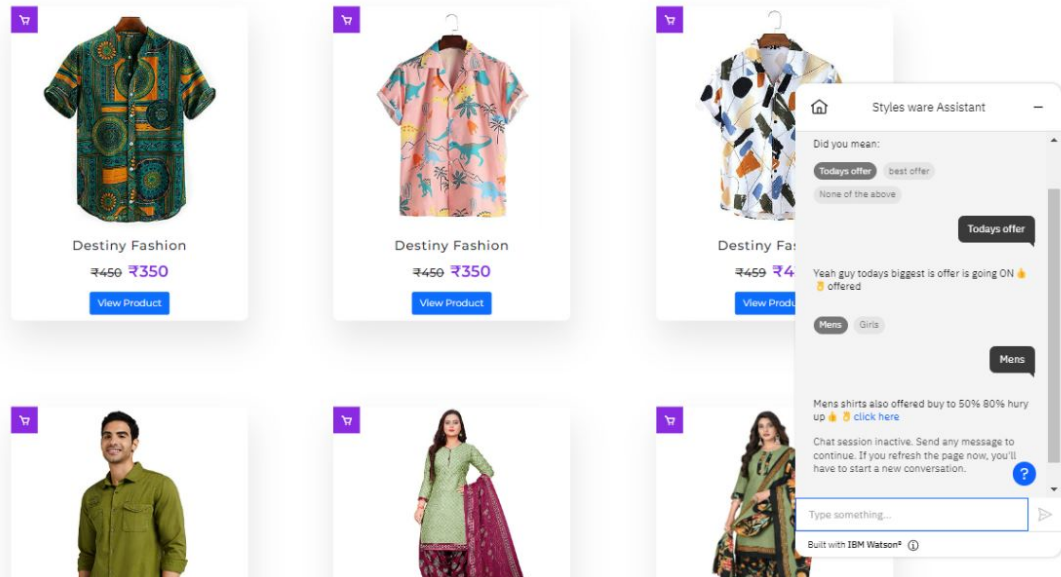 Destiny Fashion
₹450 ₹350
View Product
Destiny Fashion
₹450 ₹350
View Product
Destiny
₹459
View
Styles ware Assistant
Did you mean:
Todays offer best offer
None of the above
Todays offer
Yeah guy todays biggest is offer is going ON 👍
👌 offered
Mens Girls
Mens
Mens shirts also offered buy to 50% 80% hury
up 👍 👌 click here
Chat session inactive. Send any message to
continue. If you refresh the page now, you'll
have to start a new conversation.
?
Type something...
Built with IBM Watson®